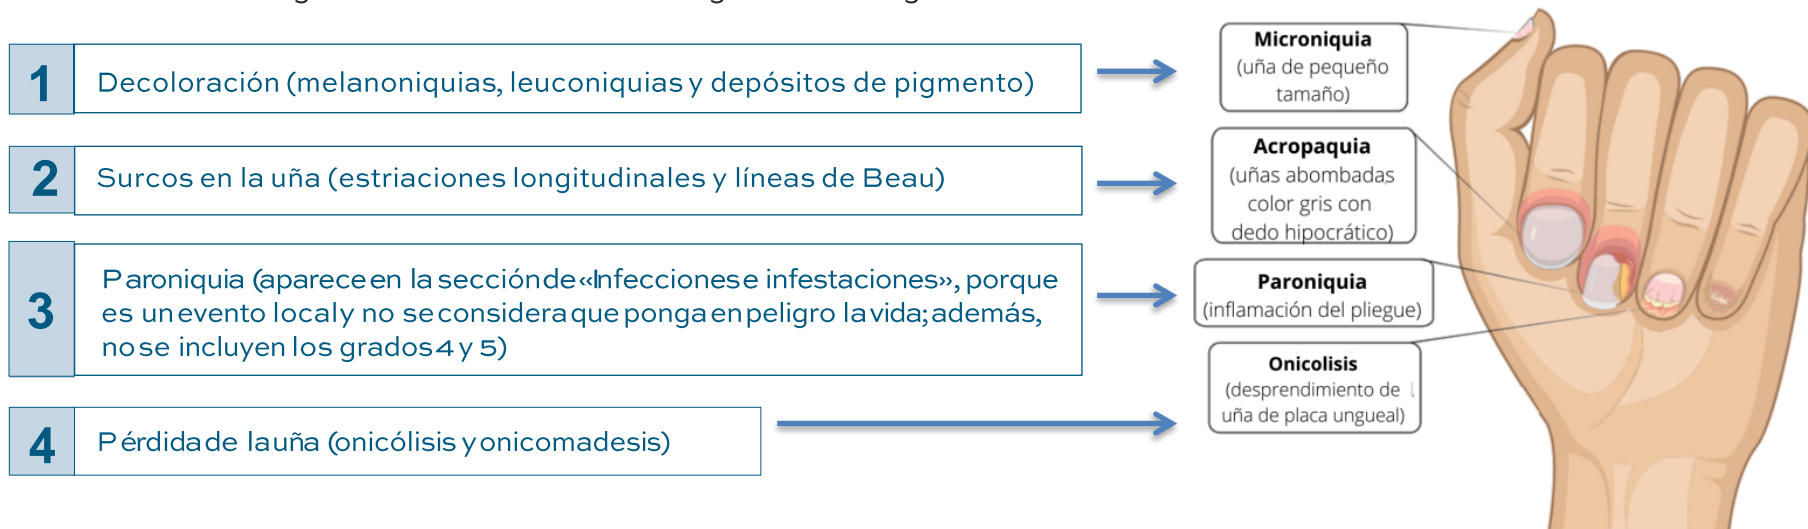 1
Decoloración (melanoniquias, leuconiquias y depósitos de pigmento)
2
Surcos en la uña (estriaciones longitudinales y líneas de Beau)
3
Paroniquia (aparece en la sección de «Infecciones e infestaciones», porque
es un evento local y no se considera que ponga en peligro la vida; además,
no se incluyen los grados 4 y 5)
4
Pérdida de la uña (onicólisis y onicomadesis)
Microniquia
(uña de pequeño
tamaño)
Acropaquia
(uñas abombadas
color gris con
dedo hipocrático)
Paroniquia
(inflamación del pliegue)
Onicolisis
(desprendimiento de l
uña de placa ungueal)